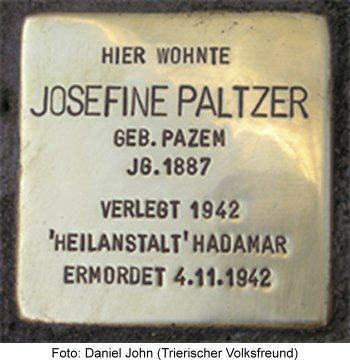 HIER WOHNTE
JOSEFINE PALTZER
GEB. PAZEM
JG. 1887
VERLEGT 1942
'HEILANSTALT' HADAMAR
ERMORDET 4.11.1942
Foto: Daniel John (Trierischer Volksfreund)